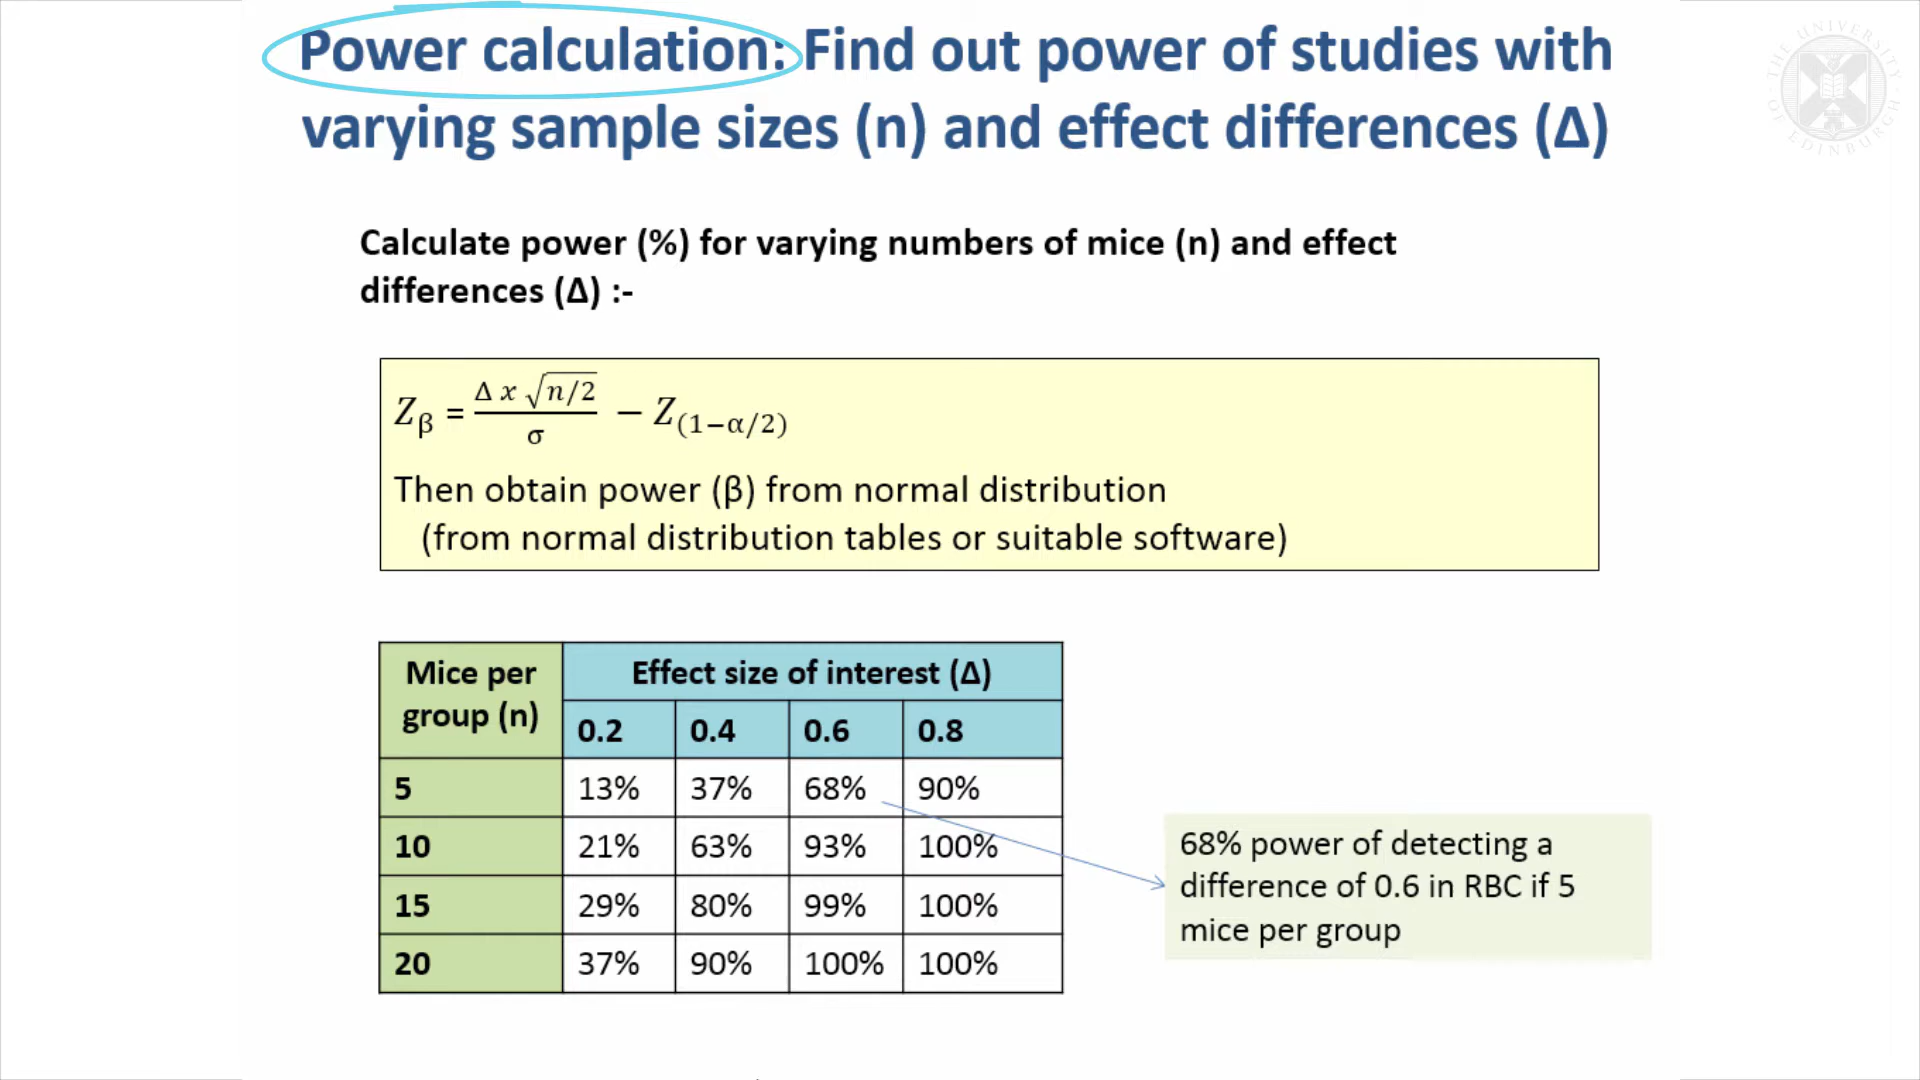 Power calculation: Find out power of studies with
varying sample sizes (n) and effect differences (Δ)
THE UNIVERSITY OF EDINBURGH
Calculate power (%) for varying numbers of mice (n) and effect
differences (Δ) :-
Zβ = Δ x √n/2 / σ − Z(1−α/2)
Then obtain power (β) from normal distribution
(from normal distribution tables or suitable software)
Mice per
group (n)
Effect size of interest (Δ)
0.2 0.4 0.6 0.8
5 13% 37% 68% 90%
10 21% 63% 93% 100%
15 29% 80% 99% 100%
20 37% 90% 100% 100%
68% power of detecting a
difference of 0.6 in RBC if 5
mice per group